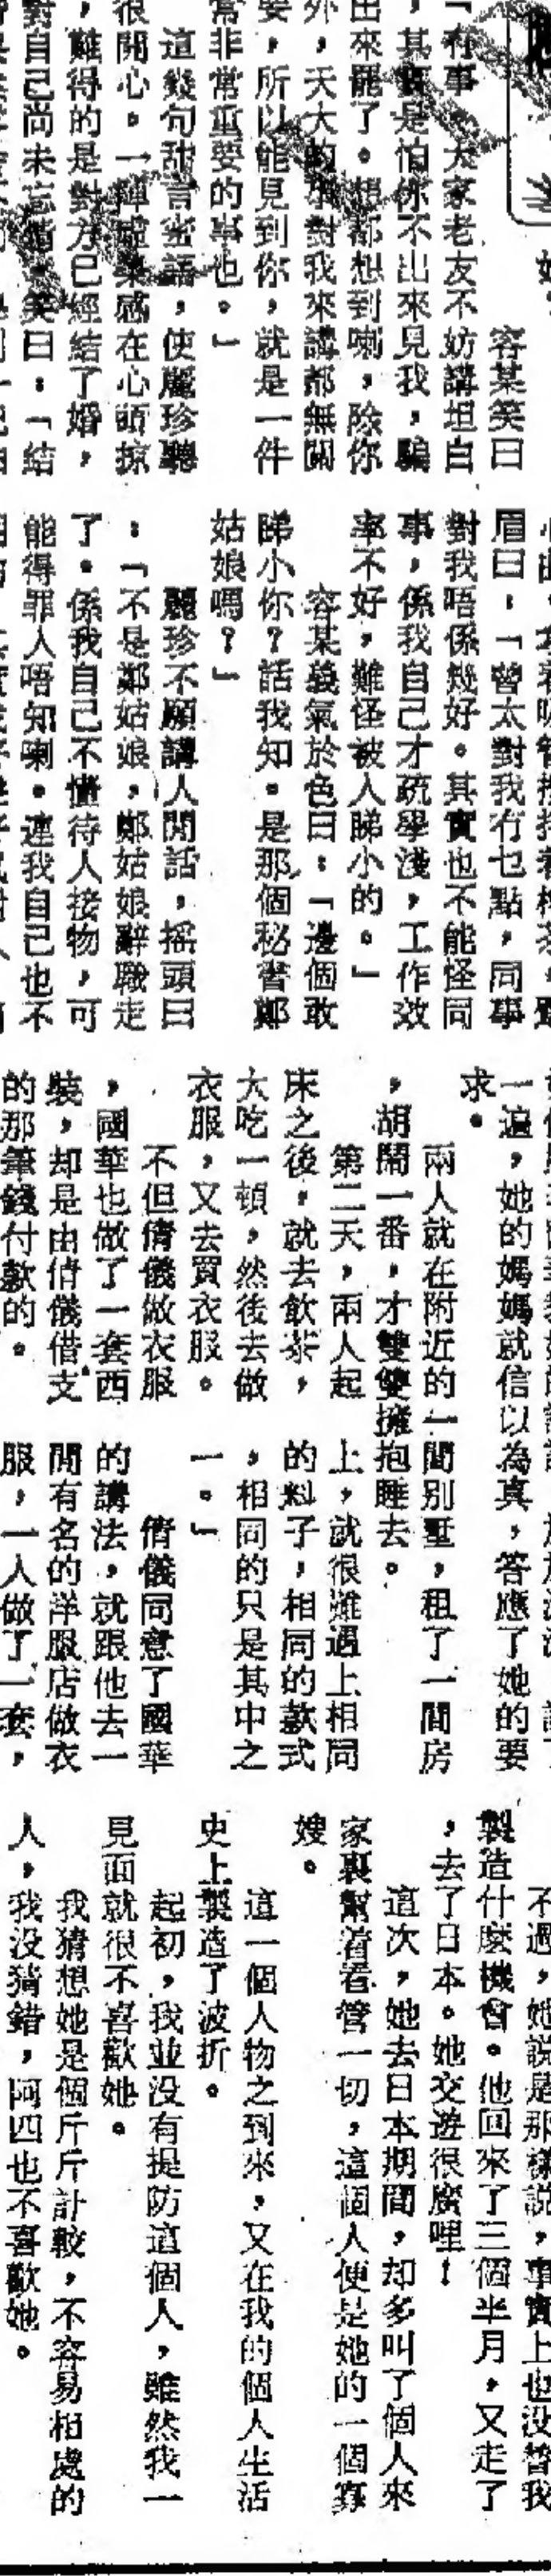 容某笑曰
「有事。大家老友不妨講坦白
，其實是怕你不出來見我，騙
出來罷了。想都想到喇，除你
外，天大的事對我來講都無關
要，所以能見到你，就是一件
常非常重要的事也。」
這幾句甜言蜜語，使麗珍聽
很開心。一陣虛榮感在心頭掠
，難得的是對方已經結了婚，
對自己尚未忘情。笑曰：「結
眉曰：「曾太對我冇乜點，同事
對我唔係幾好。其實也不能怪同
事，係我自己才疏學淺，工作效
率不好，難怪被人睇小的。」
容某義氣於色曰：「邊個敢
睇小你？話我知。是那個秘書鄭
姑娘嗎？」
麗珍不願講人閒話，搖頭曰
：「不是鄭姑娘，鄭姑娘辭職走
了。係我自己不懂待人接物，可
能得罪人唔知喇。連我自己也不
一遍，她的媽媽就信以為真，答應了她的要
求。
兩人就在附近的一間別墅，租了一間房
，胡鬧一番，才雙雙擁抱睡去。
第二天，兩人起
床之後，就去飲茶，
大吃一頓，然後去做
衣服，又去買衣服。
不但倩儀做衣服
，國華也做了一套西
裝，却是由倩儀借支
的那筆錢付款的。
上，就很難遇上相同
的料子，相同的款式
，相同的只是其中之
一。」
倩儀同意了國華
的講法，就跟他去一
間有名的洋服店做衣
服，一人做了一套，
不過，她說是那樣說，事實上也沒替我
製造什麼機會。他回來了三個半月，又走了
，去了日本。她交遊很廣哩！
這次，她去日本期間，却多叫了個人來
家裏幫着看管一切，這個人便是她的一個寡
嫂。
這一個人物之到來，又在我的個人生活
史上製造了波折。
起初，我並没有提防這個人，雖然我一
見面就很不喜歡她。
我猜想她是個斤斤計較，不容易相處的
人，我没猜錯，阿四也不喜歡她。